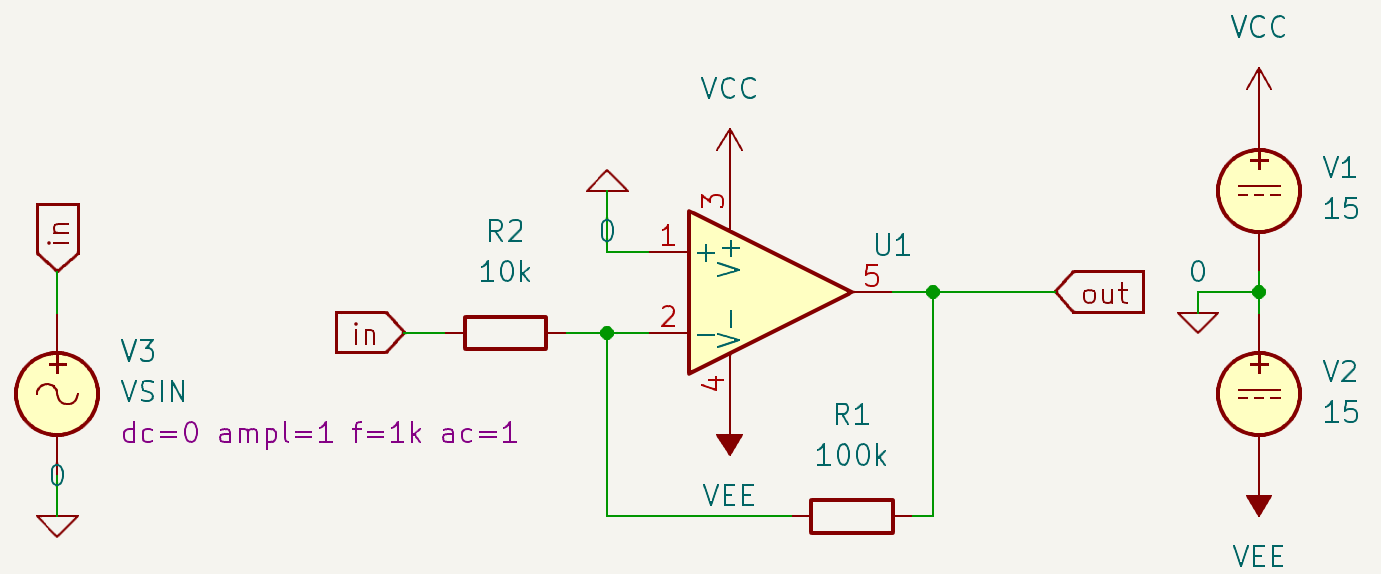 VCC
VCC
V1
15
in
0
R2
10k
1
2
3
4
5
+
V+
V-
U1
in
out
0
V3
VSIN
dc=0 ampl=1 f=1k ac=1
0
R1
100k
V2
15
VEE
VEE